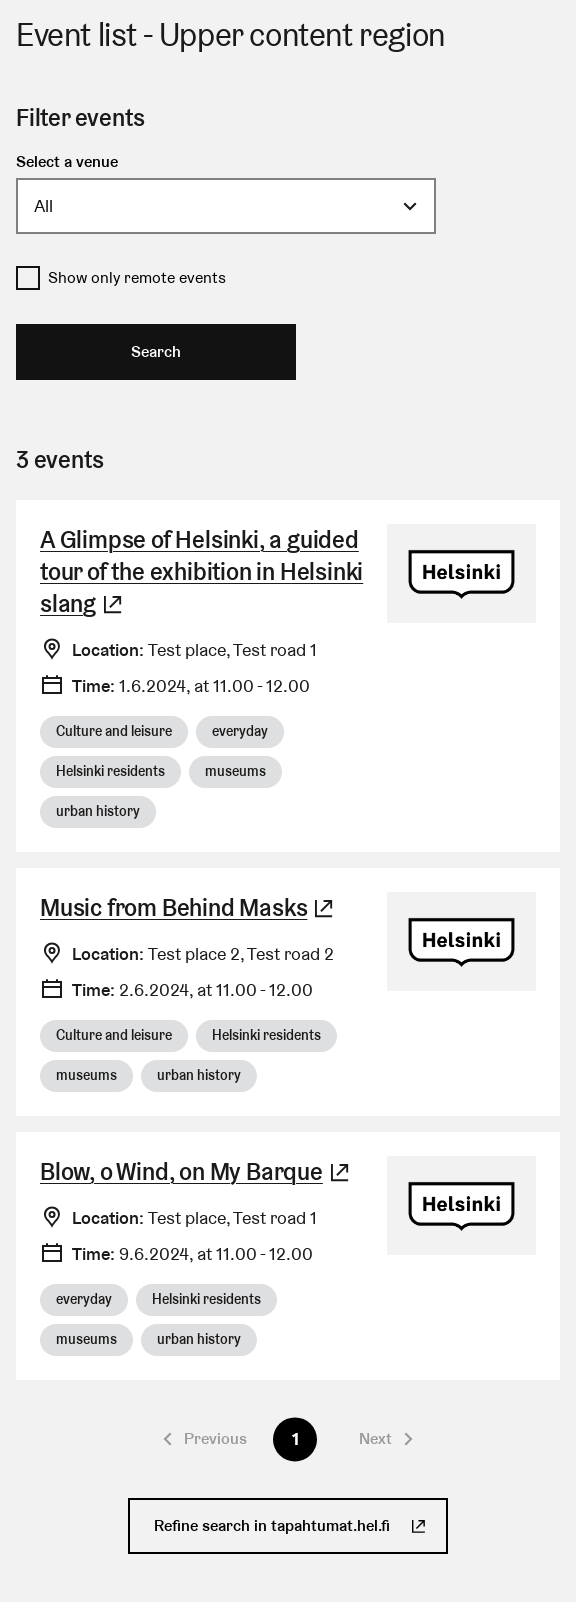 Event list - Upper content region
Filter events
Select a venue
All
Show only remote events
Search
3 events
A Glimpse of Helsinki, a guided
tour of the exhibition in Helsinki
slang
Helsinki
Location: Test place, Test road 1
Time: 1.6.2024, at 11.00 - 12.00
Culture and leisure everyday
Helsinki residents museums
urban history
Music from Behind Masks
Helsinki
Location: Test place 2, Test road 2
Time: 2.6.2024, at 11.00 - 12.00
Culture and leisure Helsinki residents
museums urban history
Blow, o Wind, on My Barque
Helsinki
Location: Test place, Test road 1
Time: 9.6.2024, at 11.00 - 12.00
everyday Helsinki residents
museums urban history
Previous 1 Next
Refine search in tapahtumat.hel.fi